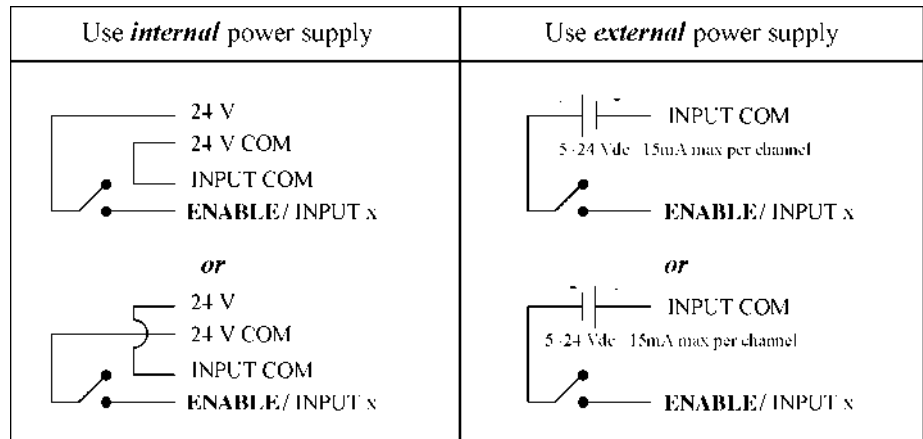 Use internal power supply
24 V
24 V COM
INPUT COM
ENABLE / INPUT x
or
24 V
24 V COM
INPUT COM
ENABLE / INPUT x
Use external power supply
INPUT COM
5-24 Vdc 15mA max per channel
ENABLE / INPUT x
or
INPUT COM
5-24 Vdc 15mA max per channel
ENABLE / INPUT x